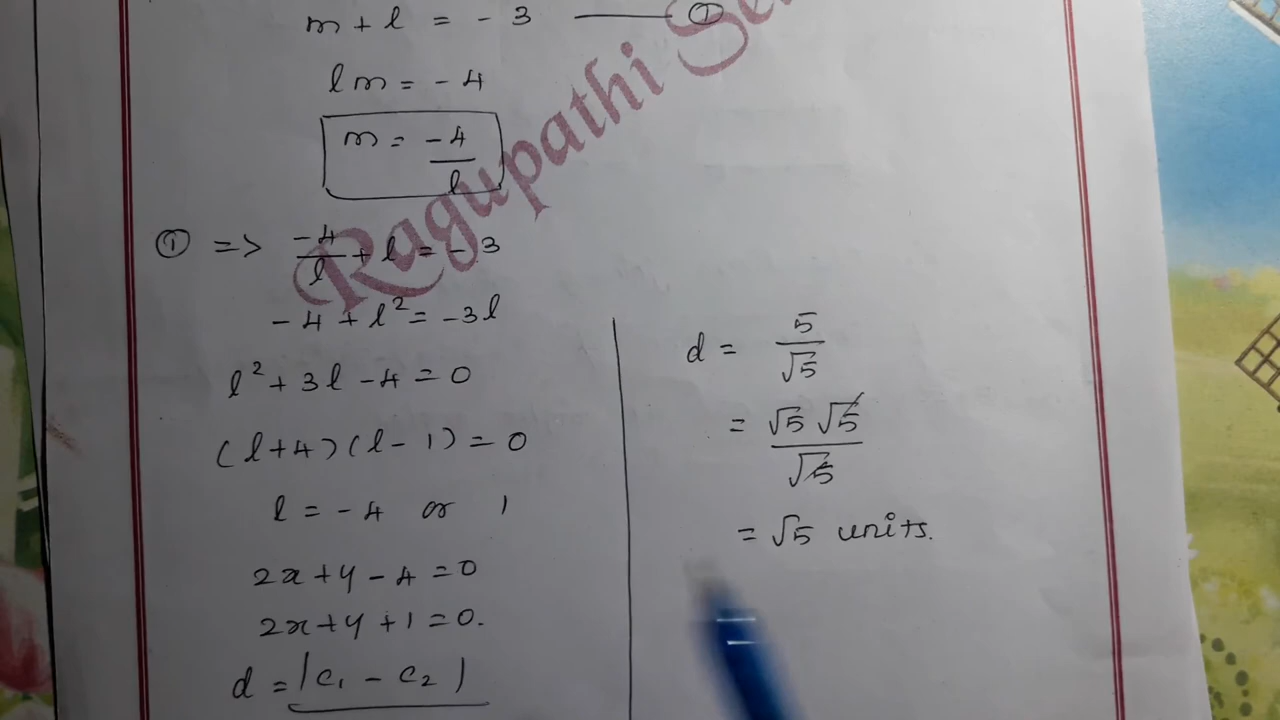 m + l = - 3 ——— ①
l m = - 4
m = -4/l
① => -4/l + l = - 3
- 4 + l² = -3l
l² + 3l - 4 = 0
(l+4)(l-1) = 0
l = -4 or 1
2x + y - 4 = 0
2x + y + 1 = 0.
d = |c₁ - c₂|
d = 5/√5
= √5 √5/√5
= √5 units.
Ragupathi